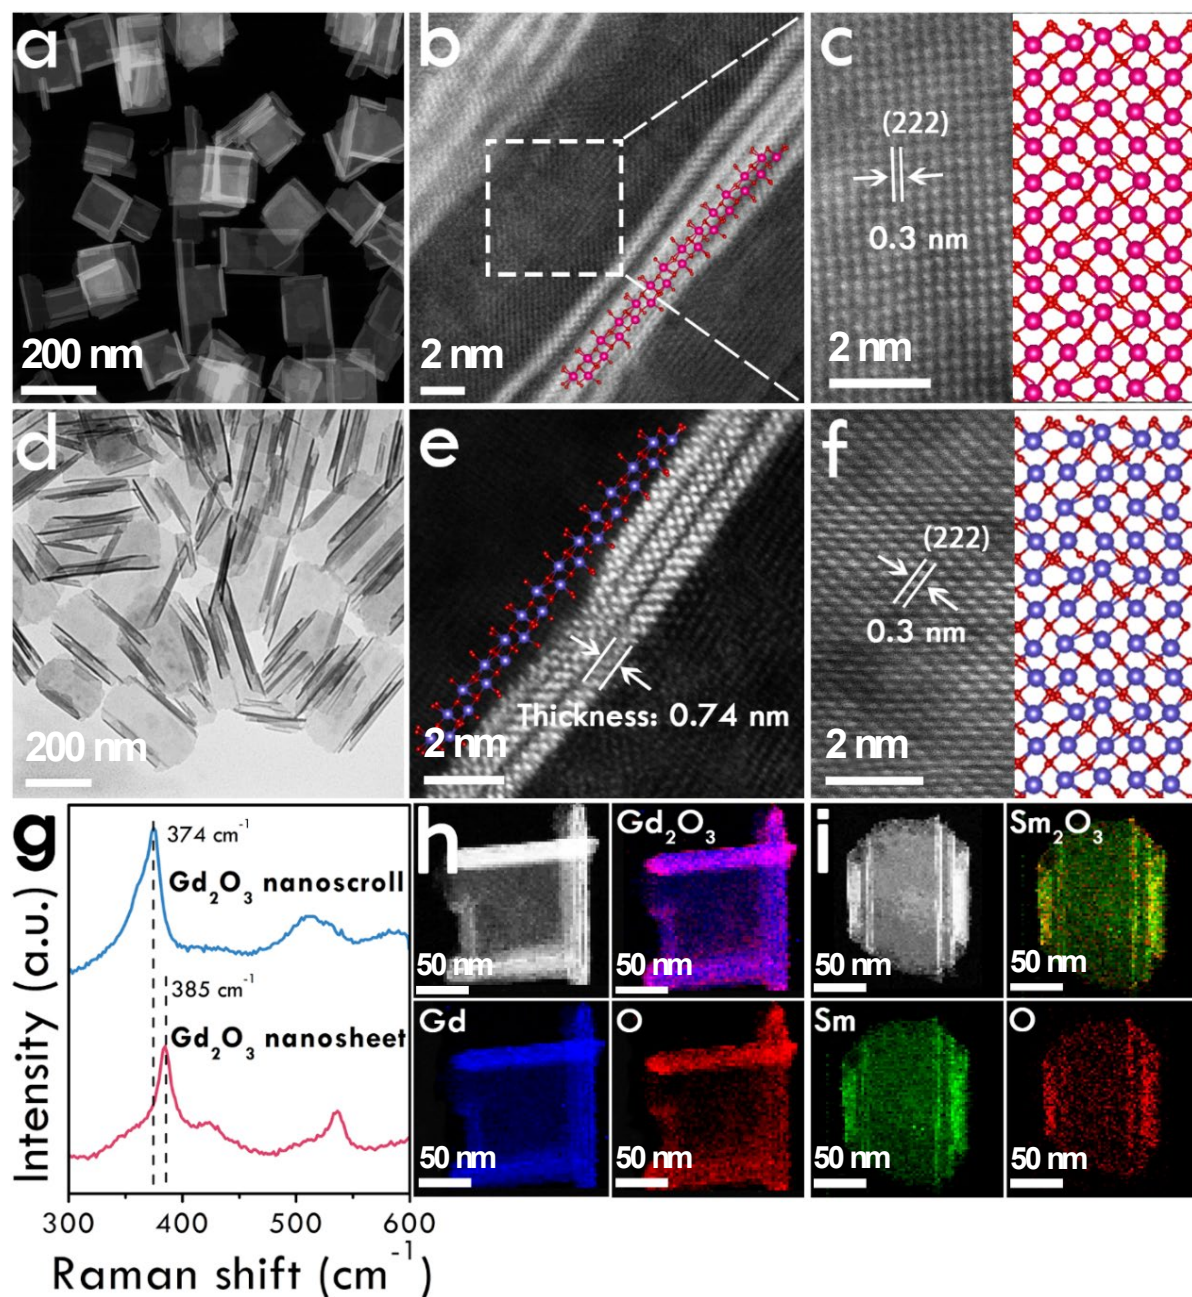 a
200 nm
b
2 nm
c
(222)
0.3 nm
2 nm
d
200 nm
e
Thickness: 0.74 nm
2 nm
f
(222)
0.3 nm
2 nm
g
374 cm⁻¹
Gd₂O₃ nanoscroll
385 cm⁻¹
Gd₂O₃ nanosheet
Intensity (a.u.)
300 400 500 600
Raman shift (cm⁻¹)
h
50 nm
Gd₂O₃
50 nm
Gd
50 nm
O
50 nm
i
50 nm
Sm₂O₃
50 nm
Sm
50 nm
O
50 nm